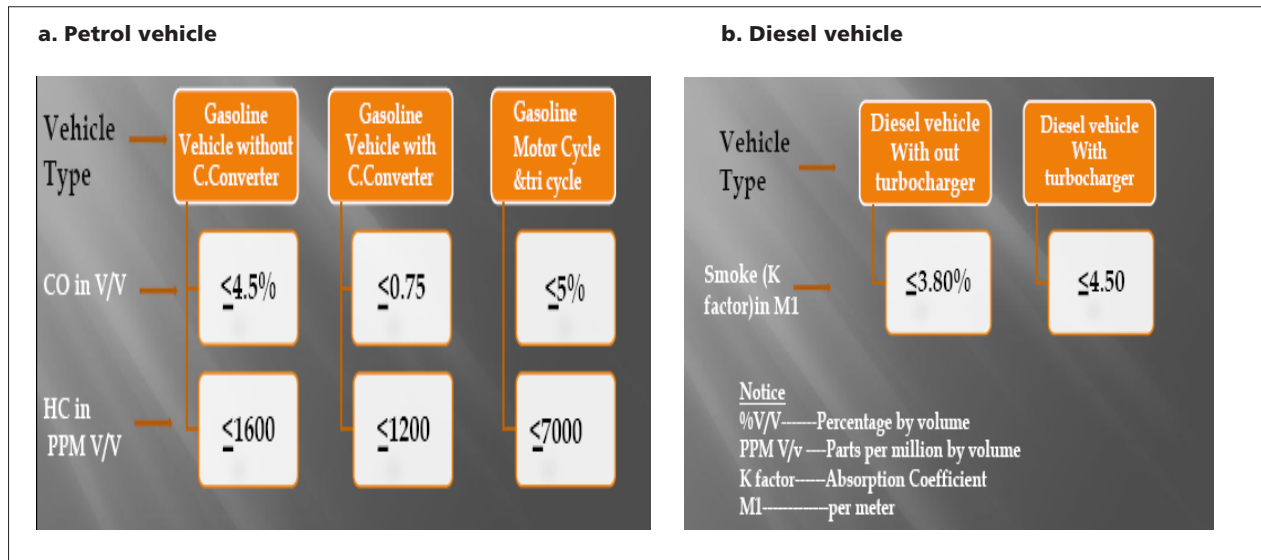 a. Petrol vehicle
Vehicle
Type
Gasoline
Vehicle without
C.Converter
Gasoline
Vehicle with
C.Converter
Gasoline
Motor Cycle
&tri cycle
CO in V/V
≤4.5%
≤0.75
≤5%
HC in
PPM V/V
≤1600
≤1200
≤7000
b. Diesel vehicle
Vehicle
Type
Diesel vehicle
With out
turbocharger
Diesel vehicle
With
turbocharger
Smoke (K
factor)in M1
≤3.80%
≤4.50
Notice
%V/V-------Percentage by volume
PPM V/v ----Parts per million by volume
K factor------Absorption Coefficient
M1-------------per meter